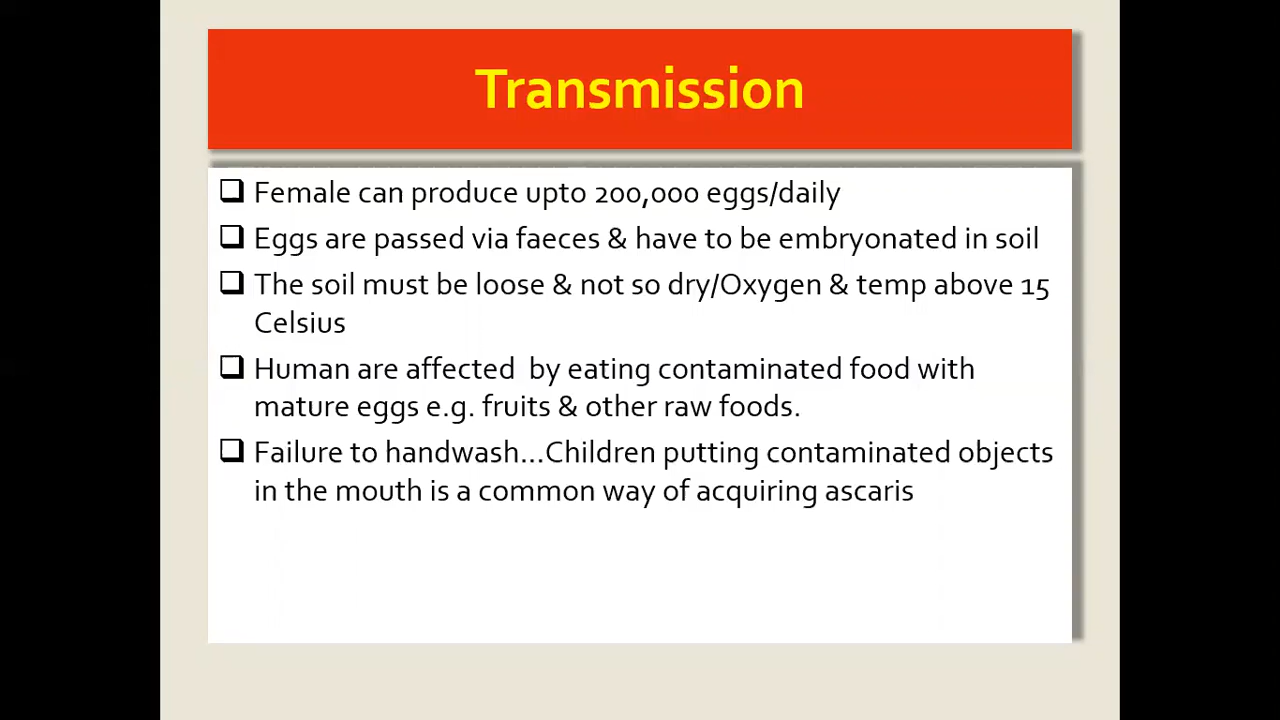 Transmission
Female can produce upto 200,000 eggs/daily
Eggs are passed via faeces & have to be embryonated in soil
The soil must be loose & not so dry/Oxygen & temp above 15
Celsius
Human are affected  by eating contaminated food with
mature eggs e.g. fruits & other raw foods.
Failure to handwash...Children putting contaminated objects
in the mouth is a common way of acquiring ascaris